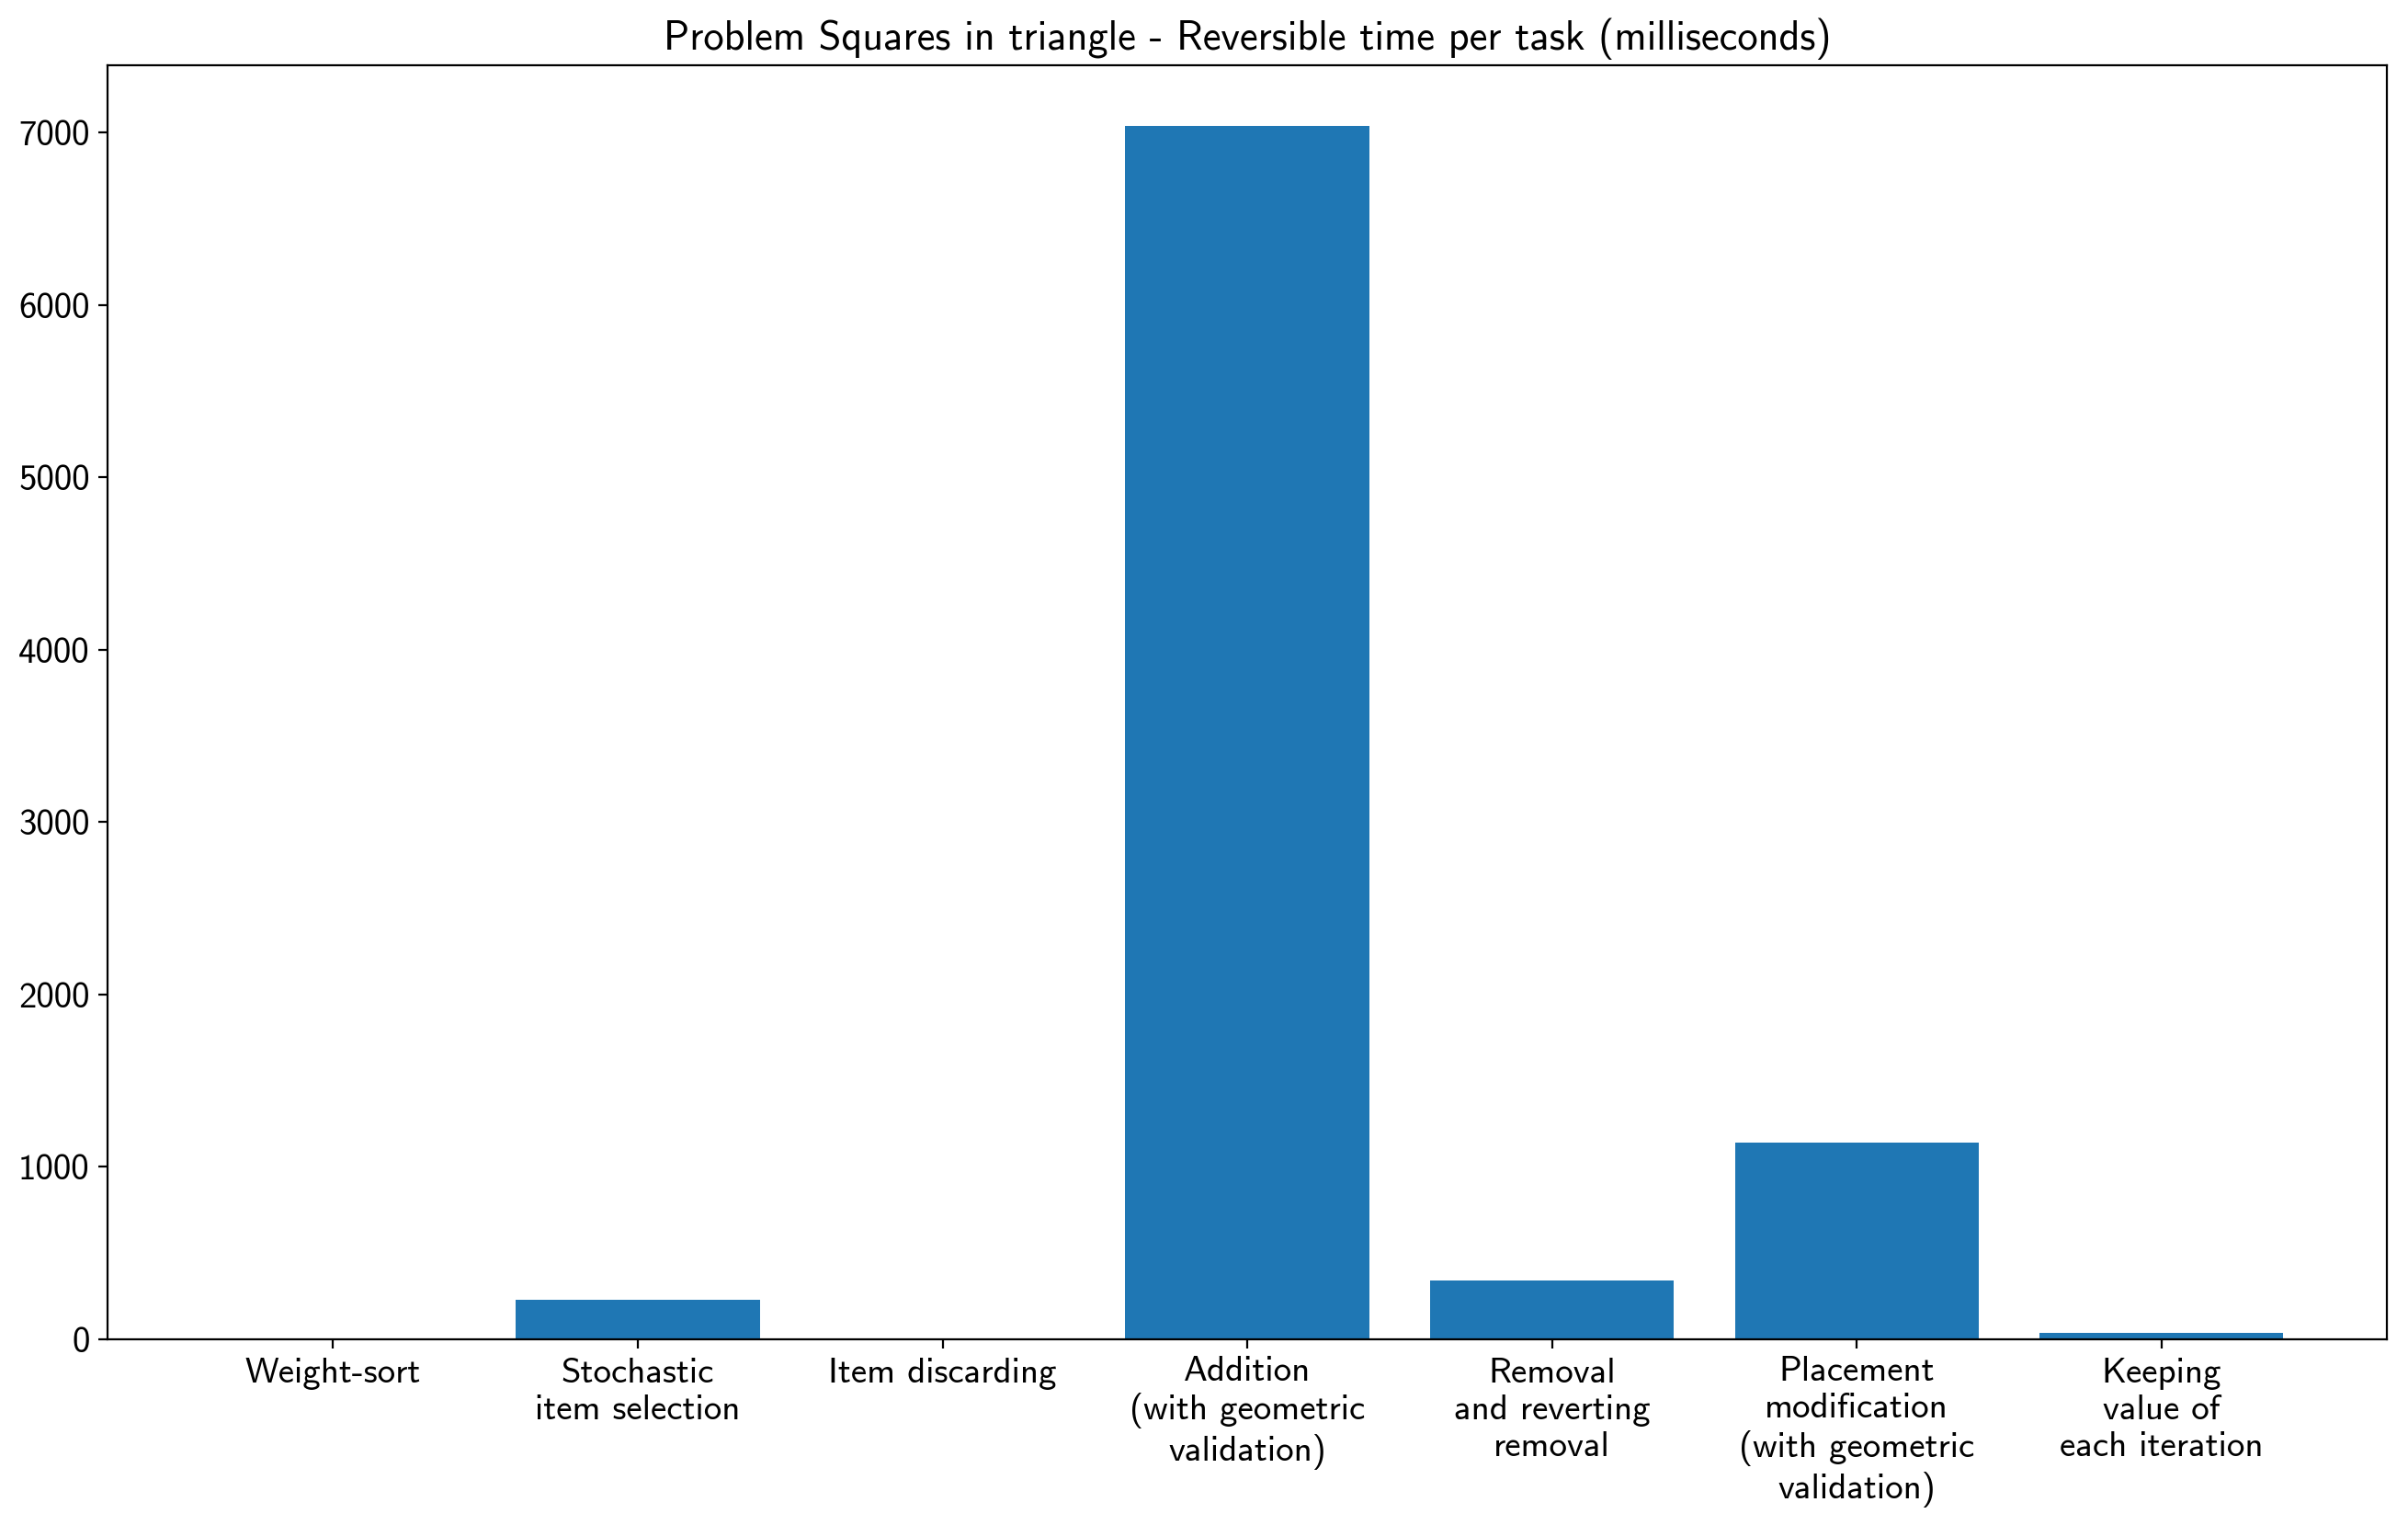 Problem Squares in triangle - Reversible time per task (milliseconds)
7000
6000
5000
4000
3000
2000
1000
0
Weight-sort
Stochastic
item selection
Item discarding
Addition
(with geometric
validation)
Removal
and reverting
removal
Placement
modification
(with geometric
validation)
Keeping
value of
each iteration